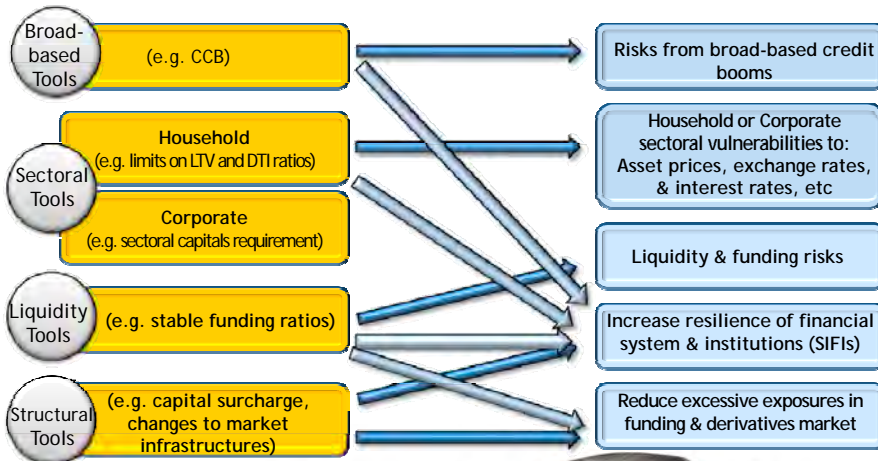 Broad-
based
Tools
(e.g. CCB)
Risks from broad-based credit
booms
Sectoral
Tools
Household
(e.g. limits on LTV and DTI ratios)
Household or Corporate
sectoral vulnerabilities to:
Asset prices, exchange rates,
& interest rates, etc
Corporate
(e.g. sectoral capitals requirement)
Liquidity & funding risks
Liquidity
Tools
(e.g. stable funding ratios)
Increase resilience of financial
system & institutions (SIFIs)
Structural
Tools
(e.g. capital surcharge,
changes to market
infrastructures)
Reduce excessive exposures in
funding & derivatives market